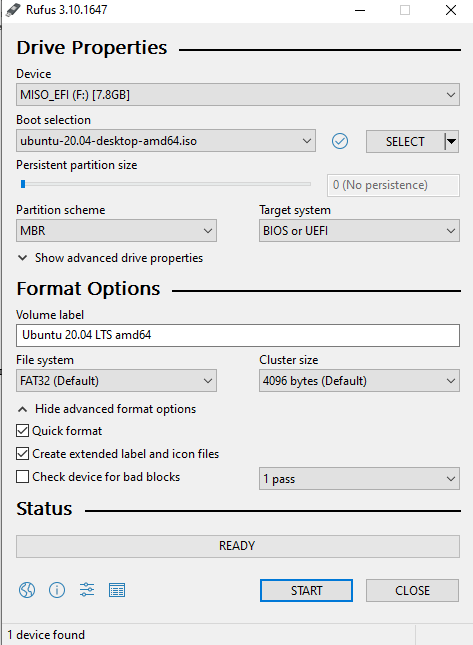 Rufus 3.10.1647
Drive Properties
Device
MISO_EFI (F:) [7.8GB]
Boot selection
ubuntu-20.04-desktop-amd64.iso
SELECT
Persistent partition size
0 (No persistence)
Partition scheme
Target system
MBR
BIOS or UEFI
Show advanced drive properties
Format Options
Volume label
Ubuntu 20.04 LTS amd64
File system
Cluster size
FAT32 (Default)
4096 bytes (Default)
Hide advanced format options
Quick format
Create extended label and icon files
Check device for bad blocks
1 pass
Status
READY
START
CLOSE
1 device found